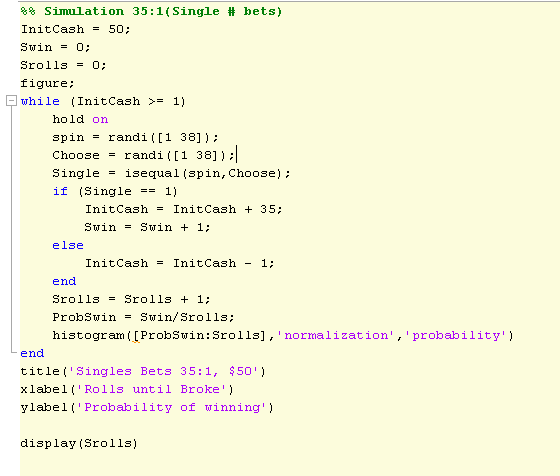 %% Simulation 35:1(Single # bets)
InitCash = 50;
Swin = 0;
Srolls = 0;
figure;
while (InitCash >= 1)
hold on
spin = randi([1 38]);
Choose = randi([1 38]);
Single = isequal(spin,Choose);
if (Single == 1)
InitCash = InitCash + 35;
Swin = Swin + 1;
else
InitCash = InitCash - 1;
end
Srolls = Srolls + 1;
ProbSwin = Swin/Srolls;
histogram([ProbSwin:Srolls],'normalization','probability')
end
title('Singles Bets 35:1, $50')
xlabel('Rolls until Broke')
ylabel('Probability of winning')
display(Srolls)